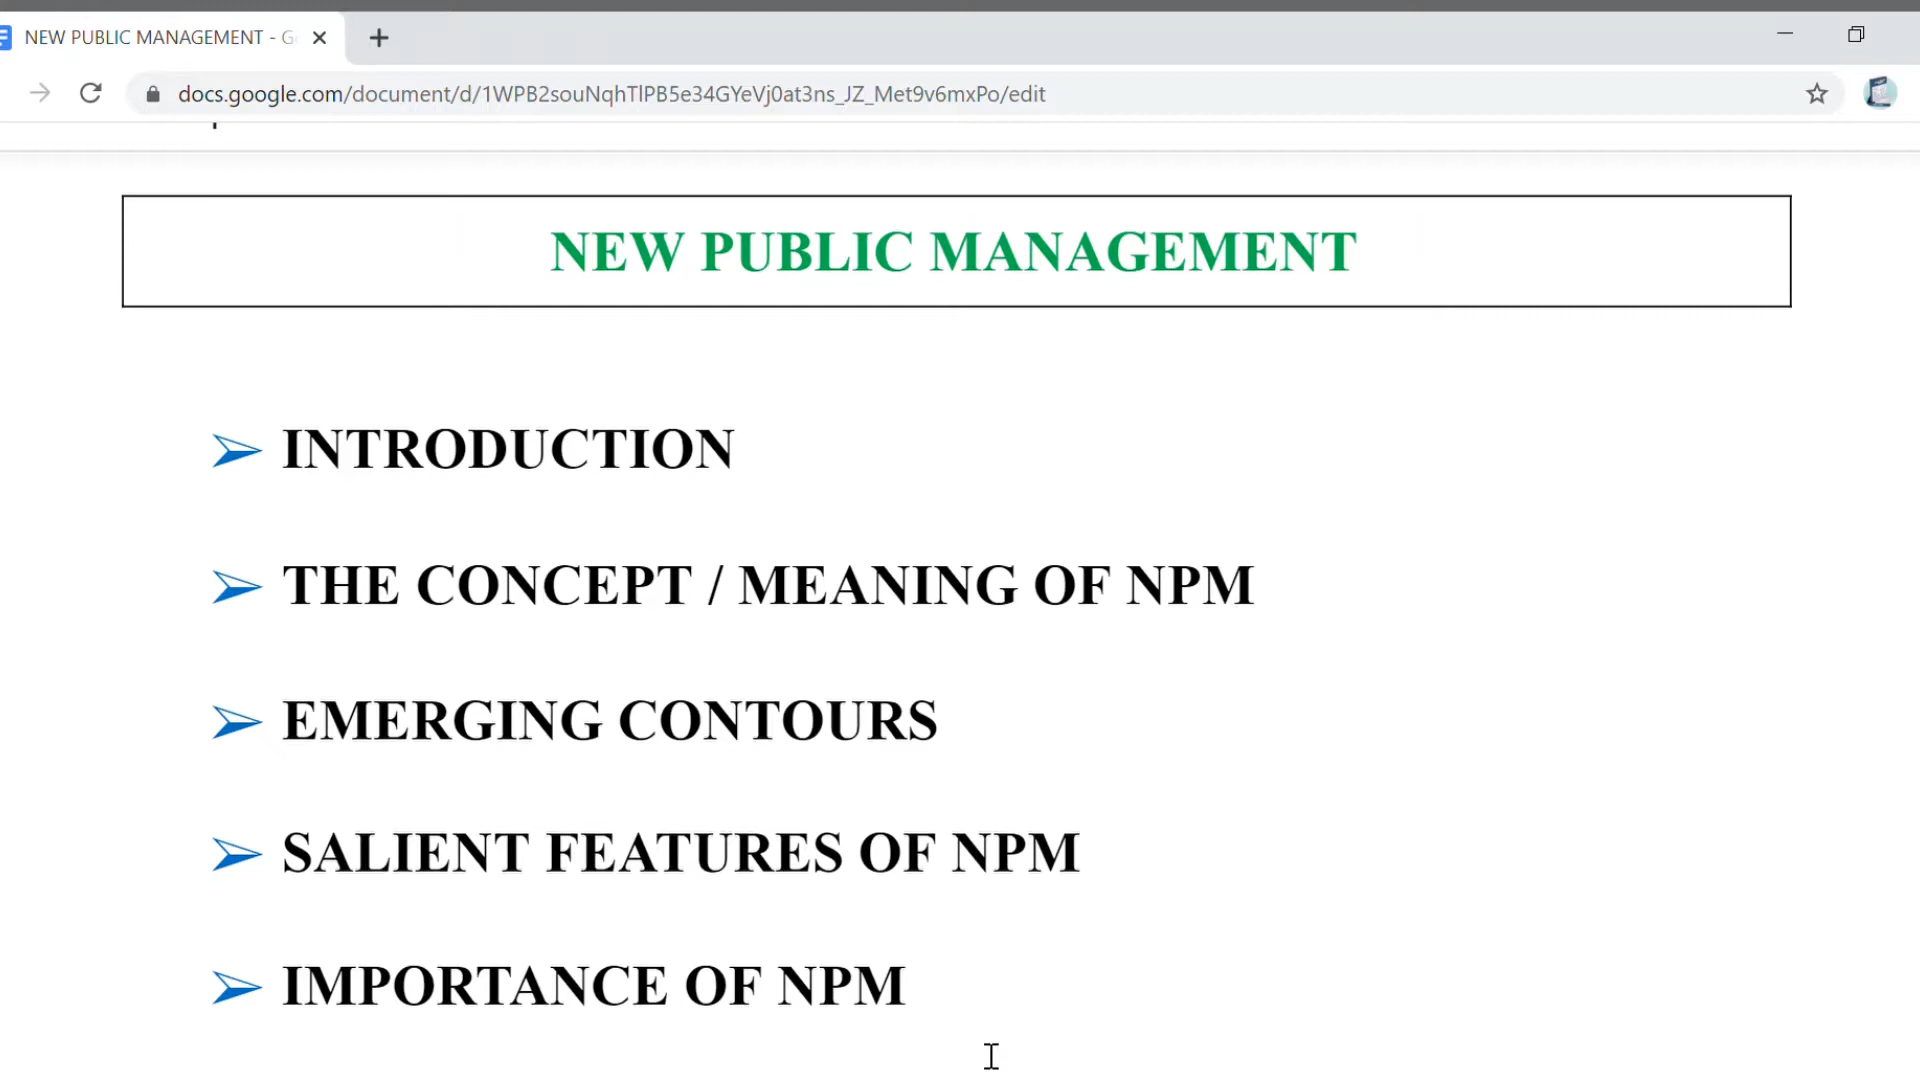 NEW PUBLIC MANAGEMENT - G
docs.google.com/document/d/1WPB2souNqhTlPB5e34GYeVj0at3ns_JZ_Met9v6mxPo/edit
NEW PUBLIC MANAGEMENT
INTRODUCTION
THE CONCEPT / MEANING OF NPM
EMERGING CONTOURS
SALIENT FEATURES OF NPM
IMPORTANCE OF NPM